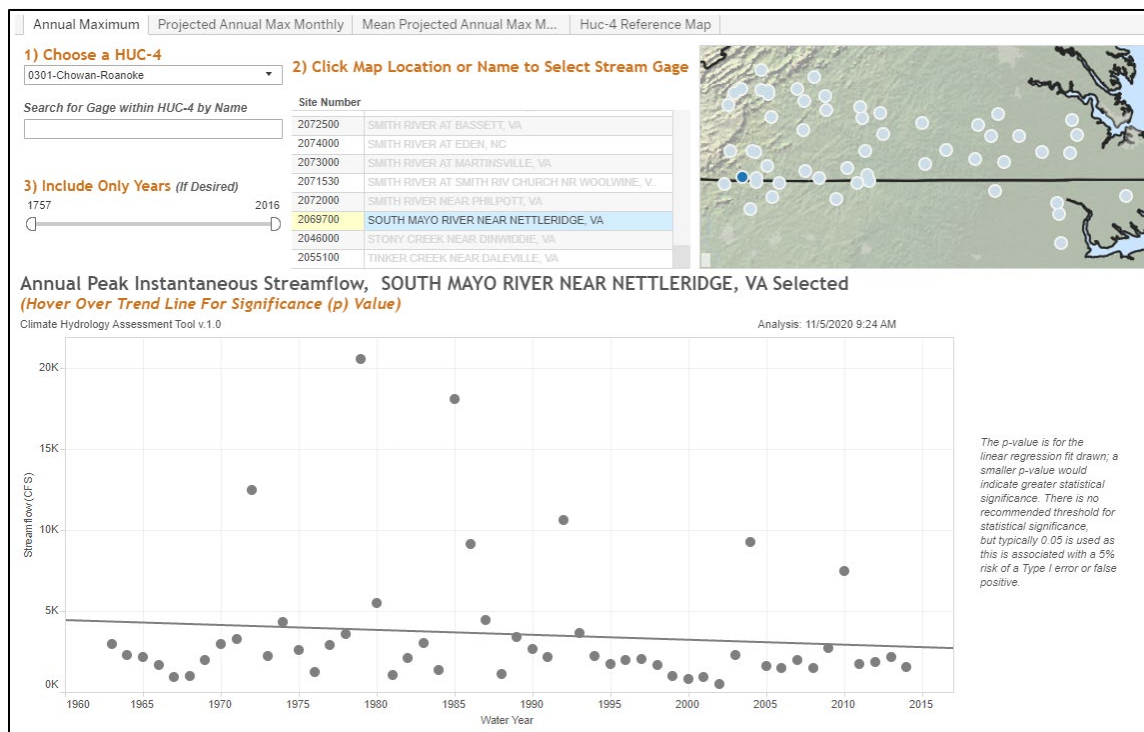 Annual Maximum
Projected Annual Max Monthly
Mean Projected Annual Max M...
Huc-4 Reference Map
1) Choose a HUC-4
0301-Chowan-Roanoke
Search for Gage within HUC-4 by Name
3) Include Only Years (If Desired)
1757 2016
2) Click Map Location or Name to Select Stream Gage
Site Number
2072500 SMITH RIVER AT BASSETT, VA
2074000 SMITH RIVER AT EDEN, NC
2073000 SMITH RIVER AT MARTINSVILLE, VA
2071530 SMITH RIVER AT SMITH RIV CHURCH NR WOOLWINE, V..
2072000 SMITH RIVER NEAR PHILPOTT, VA
2069700 SOUTH MAYO RIVER NEAR NETTLERIDGE, VA
2046000 STONY CREEK NEAR DINWIDDIE, VA
2055100 TINKER CREEK NEAR DALEVILLE, VA
Annual Peak Instantaneous Streamflow, SOUTH MAYO RIVER NEAR NETTLERIDGE, VA Selected
(Hover Over Trend Line For Significance (p) Value)
Climate Hydrology Assessment Tool v.1.0
Analysis: 11/5/2020 9:24 AM
20K
15K
10K
5K
0K
Streamflow (CFS)
1960 1965 1970 1975 1980 1985 1990 1995 2000 2005 2010 2015
Water Year
The p-value is for the
linear regression fit drawn; a
smaller p-value would
indicate greater statistical
significance. There is no
recommended threshold for
statistical significance,
but typically 0.05 is used as
this is associated with a 5%
risk of a Type I error or false
positive.